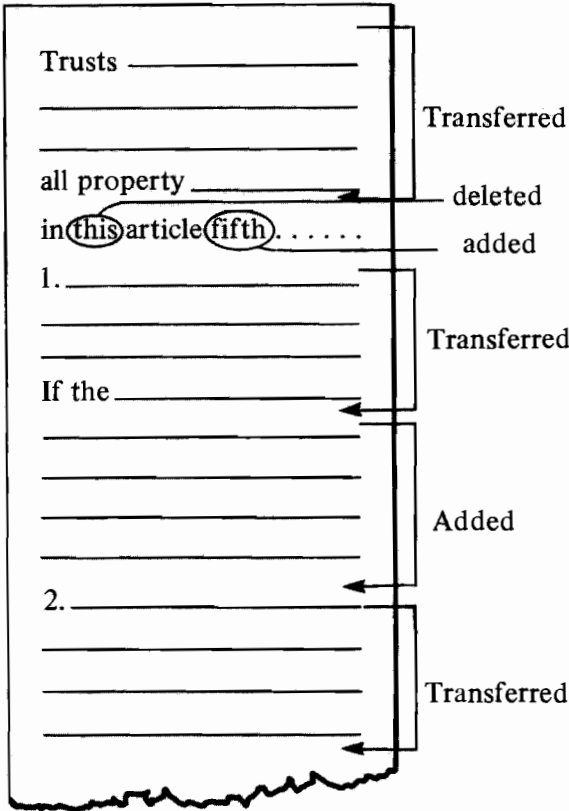 Trusts
Transferred
all property
deleted
in this article fifth ......
added
1.
Transferred
If the
Added
2.
Transferred